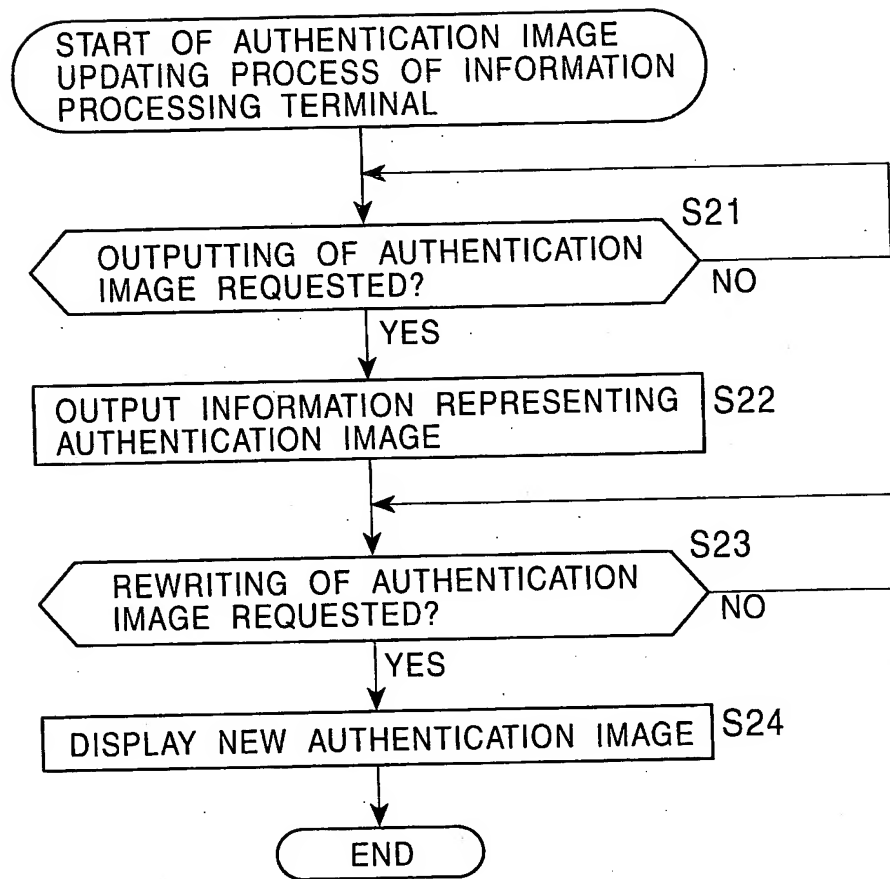 START OF AUTHENTICATION IMAGE
UPDATING PROCESS OF INFORMATION
PROCESSING TERMINAL
S21
OUTPUTTING OF AUTHENTICATION
IMAGE REQUESTED?
NO
YES
OUTPUT INFORMATION REPRESENTING
AUTHENTICATION IMAGE
S22
S23
REWRITING OF AUTHENTICATION
IMAGE REQUESTED?
NO
YES
DISPLAY NEW AUTHENTICATION IMAGE
S24
END